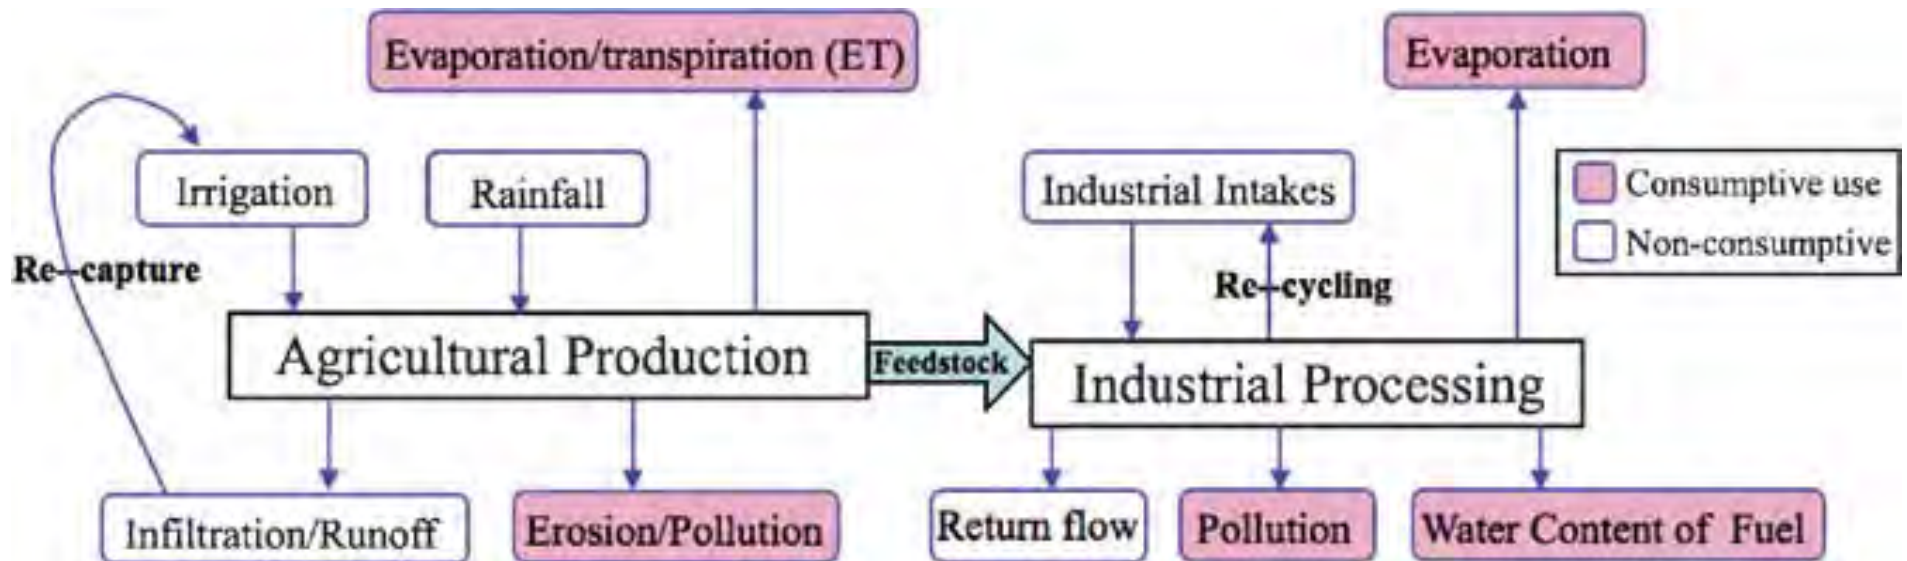 Evaporation/transpiration (ET)
Evaporation
Irrigation
Rainfall
Industrial Intakes
Consumptive use
Non-consumptive
Re-capture
Re-cycling
Agricultural Production
Feedstock
Industrial Processing
Infiltration/Runoff
Erosion/Pollution
Return flow
Pollution
Water Content of Fuel